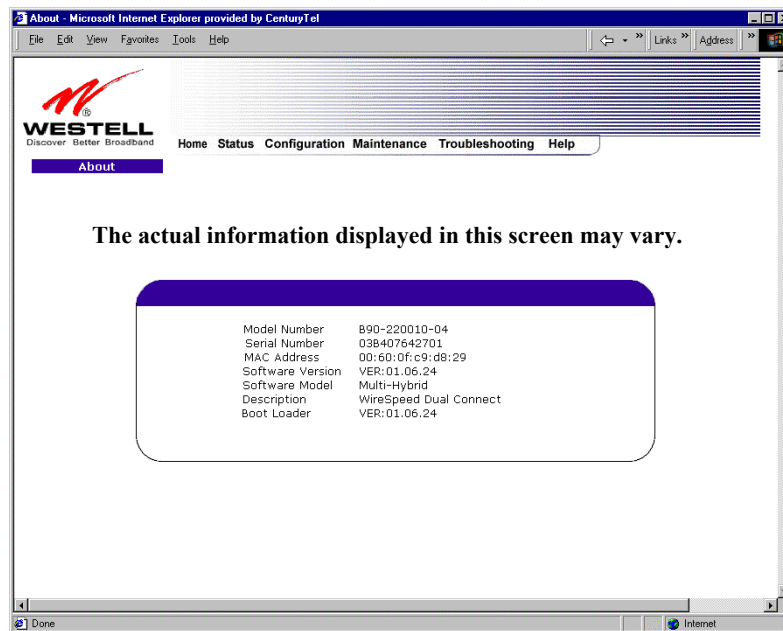 About - Microsoft Internet Explorer provided by CenturyTel
File Edit View Favorites Tools Help
» Links » Address »
WESTELL
®
Discover Better Broadband
Home Status Configuration Maintenance Troubleshooting Help
About
The actual information displayed in this screen may vary.
Model Number B90-220010-04
Serial Number 03B407642701
MAC Address 00:60:0f:c9:d8:29
Software Version VER:01.06.24
Software Model Multi-Hybrid
Description WireSpeed Dual Connect
Boot Loader VER:01.06.24
Done
Internet